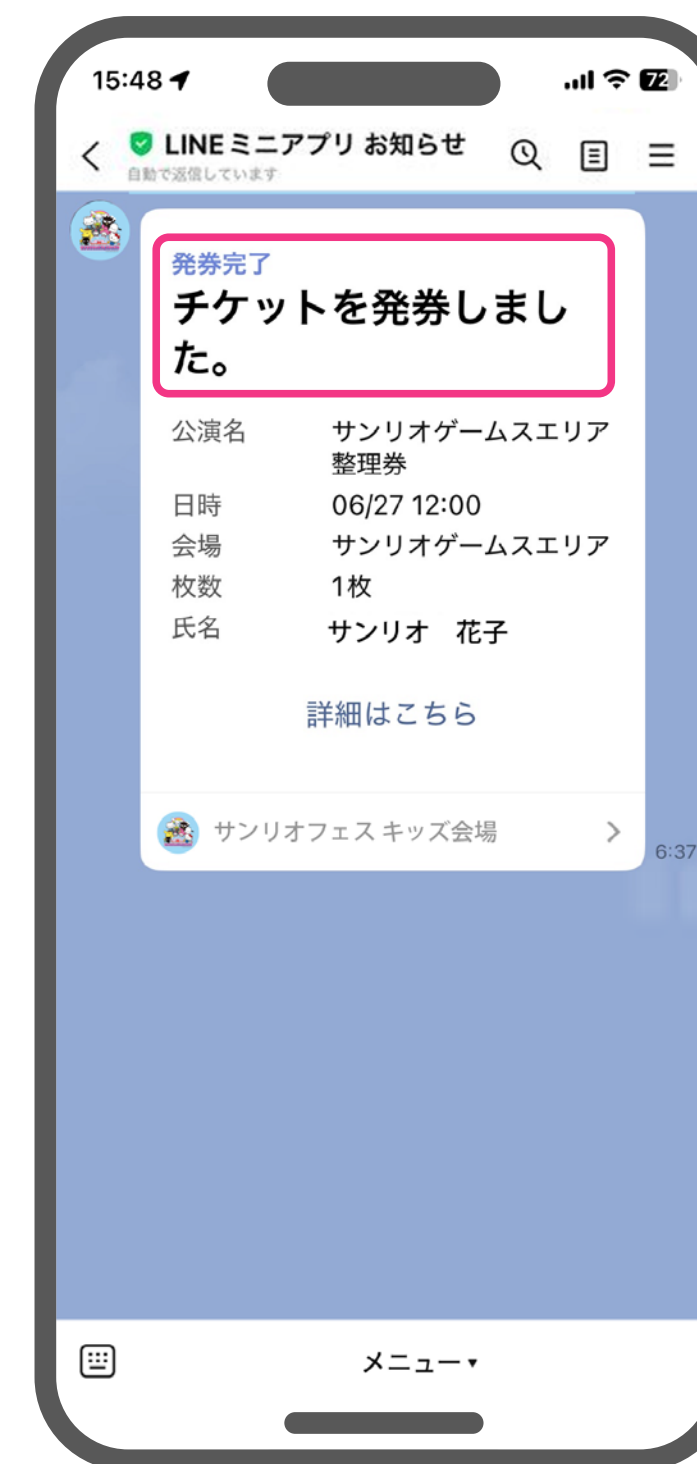 15:48
72
LINEミニアプリ お知らせ
自動で返信しています
発券完了
チケットを発券しまし
た。
公演名 サンリオゲームスエリア
整理券
日時 06/27 12:00
会場 サンリオゲームスエリア
枚数 1枚
氏名 サンリオ 花子
詳細はこちら
サンリオフェス キッズ会場
6:37
メニュー▾